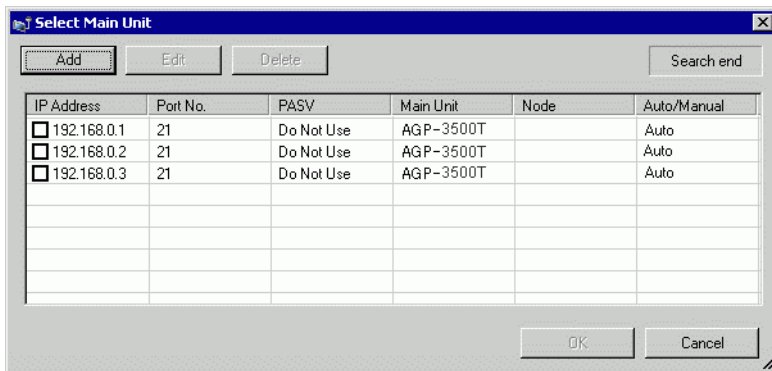 Select Main Unit
Add Edit Delete Search end
IP Address Port No. PASV Main Unit Node Auto/Manual
192.168.0.1 21 Do Not Use AGP-3500T Auto
192.168.0.2 21 Do Not Use AGP-3500T Auto
192.168.0.3 21 Do Not Use AGP-3500T Auto
OK Cancel